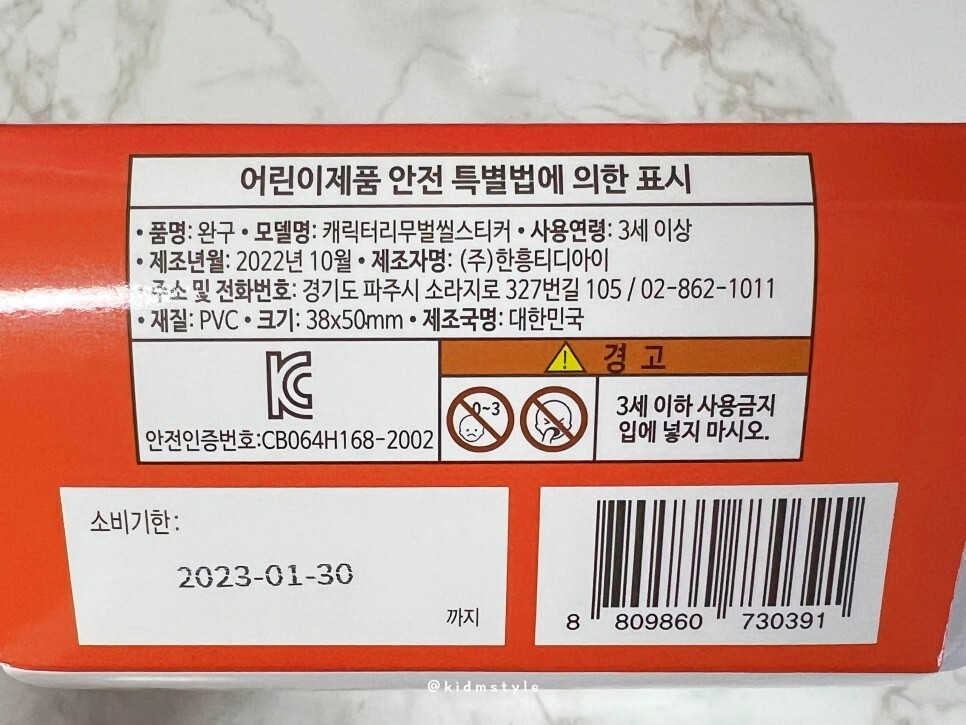 어린이제품 안전 특별법에 의한 표시
• 품명: 완구 • 모델명: 캐릭터리무벌씰스티커 • 사용연령: 3세 이상
• 제조년월: 2022년 10월 • 제조자명: (주)한흥티디아이
• 주소 및 전화번호: 경기도 파주시 소라지로 327번길 105 / 02-862-1011
• 재질: PVC • 크기: 38x50mm • 제조국명: 대한민국
KC
안전인증번호:CB064H168-2002
경 고
0~3
3세 이하 사용금지
입에 넣지 마시오.
소비기한 :
2023-01-30
까지
8 809860 730391
@kidmstyle